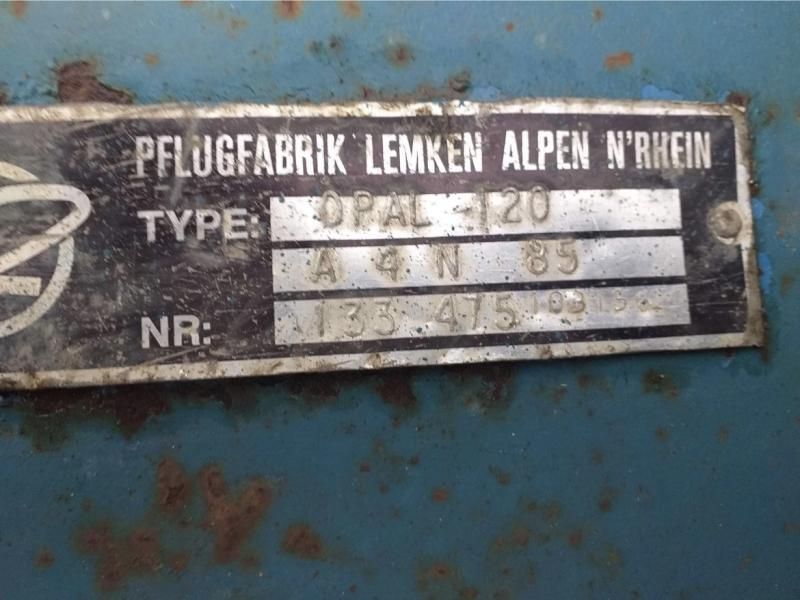 PFLUGFABRIK LEMKEN ALPEN N'RHEIN
TYPE: OPAL-120
A 4 N 85
NR: 133 475